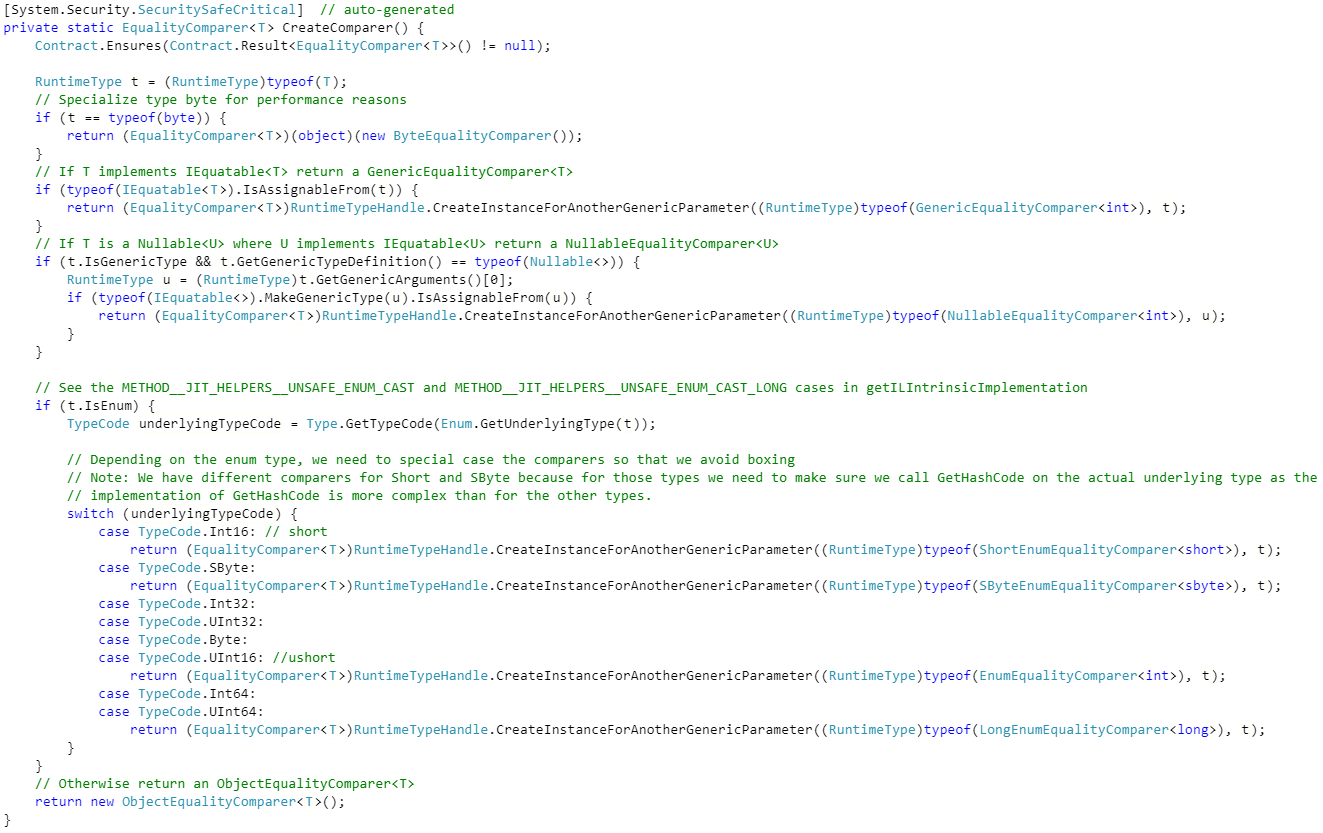 [System.Security.SecuritySafeCritical]  // auto-generated
private static EqualityComparer<T> CreateComparer() {
    Contract.Ensures(Contract.Result<EqualityComparer<T>>() != null);

    RuntimeType t = (RuntimeType)typeof(T);
    // Specialize type byte for performance reasons
    if (t == typeof(byte)) {
        return (EqualityComparer<T>)(object)(new ByteEqualityComparer());
    }
    // If T implements IEquatable<T> return a GenericEqualityComparer<T>
    if (typeof(IEquatable<T>).IsAssignableFrom(t)) {
        return (EqualityComparer<T>)RuntimeTypeHandle.CreateInstanceForAnotherGenericParameter((RuntimeType)typeof(GenericEqualityComparer<int>), t);
    }
    // If T is a Nullable<U> where U implements IEquatable<U> return a NullableEqualityComparer<U>
    if (t.IsGenericType && t.GetGenericTypeDefinition() == typeof(Nullable<>)) {
        RuntimeType u = (RuntimeType)t.GetGenericArguments()[0];
        if (typeof(IEquatable<>).MakeGenericType(u).IsAssignableFrom(u)) {
            return (EqualityComparer<T>)RuntimeTypeHandle.CreateInstanceForAnotherGenericParameter((RuntimeType)typeof(NullableEqualityComparer<int>), u);
        }
    }

    // See the METHOD__JIT_HELPERS__UNSAFE_ENUM_CAST and METHOD__JIT_HELPERS__UNSAFE_ENUM_CAST_LONG cases in getILIntrinsicImplementation
    if (t.IsEnum) {
        TypeCode underlyingTypeCode = Type.GetTypeCode(Enum.GetUnderlyingType(t));

        // Depending on the enum type, we need to special case the comparers so that we avoid boxing
        // Note: We have different comparers for Short and SByte because for those types we need to make sure we call GetHashCode on the actual underlying type as the
        // implementation of GetHashCode is more complex than for the other types.
        switch (underlyingTypeCode) {
            case TypeCode.Int16: // short
                return (EqualityComparer<T>)RuntimeTypeHandle.CreateInstanceForAnotherGenericParameter((RuntimeType)typeof(ShortEnumEqualityComparer<short>), t);
            case TypeCode.SByte:
                return (EqualityComparer<T>)RuntimeTypeHandle.CreateInstanceForAnotherGenericParameter((RuntimeType)typeof(SByteEnumEqualityComparer<sbyte>), t);
            case TypeCode.Int32:
            case TypeCode.UInt32:
            case TypeCode.Byte:
            case TypeCode.UInt16: //ushort
                return (EqualityComparer<T>)RuntimeTypeHandle.CreateInstanceForAnotherGenericParameter((RuntimeType)typeof(EnumEqualityComparer<int>), t);
            case TypeCode.Int64:
            case TypeCode.UInt64:
                return (EqualityComparer<T>)RuntimeTypeHandle.CreateInstanceForAnotherGenericParameter((RuntimeType)typeof(LongEnumEqualityComparer<long>), t);
        }
    }
    // Otherwise return an ObjectEqualityComparer<T>
    return new ObjectEqualityComparer<T>();
}